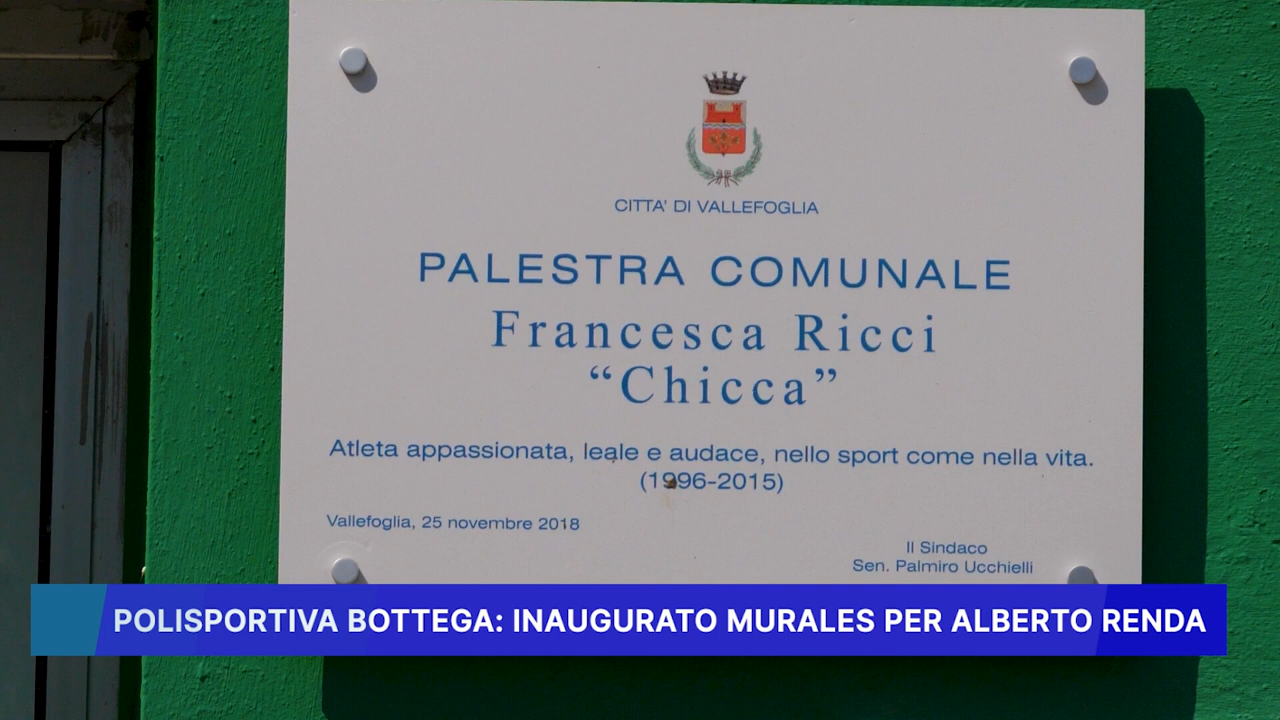 CITTA' DI VALLEFOGLIA
PALESTRA COMUNALE
Francesca Ricci
“Chicca”
Atleta appassionata, leale e audace, nello sport come nella vita.
(1996-2015)
Vallefoglia, 25 novembre 2018
Il Sindaco
Sen. Palmiro Ucchielli
POLISPORTIVA BOTTEGA: INAUGURATO MURALES PER ALBERTO RENDA